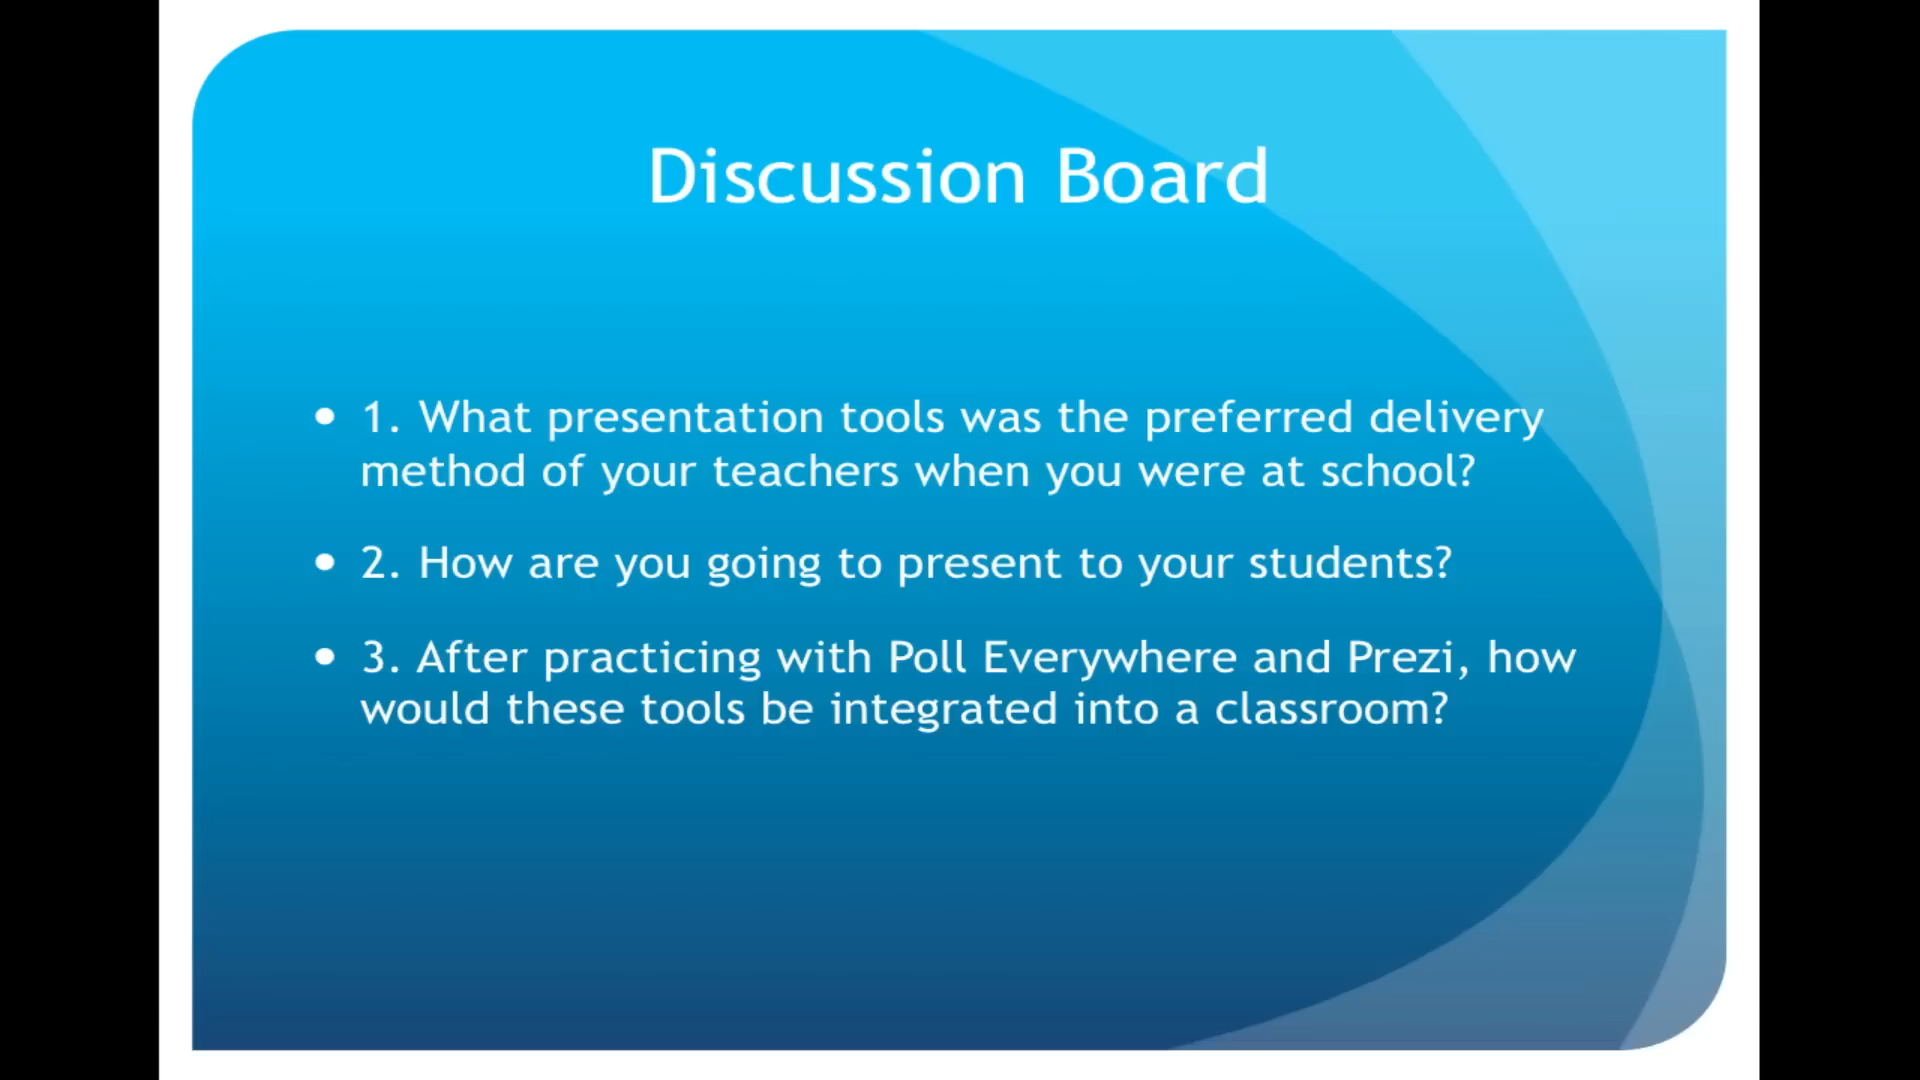 Discussion Board
• 1. What presentation tools was the preferred delivery
method of your teachers when you were at school?
• 2. How are you going to present to your students?
• 3. After practicing with Poll Everywhere and Prezi, how
would these tools be integrated into a classroom?